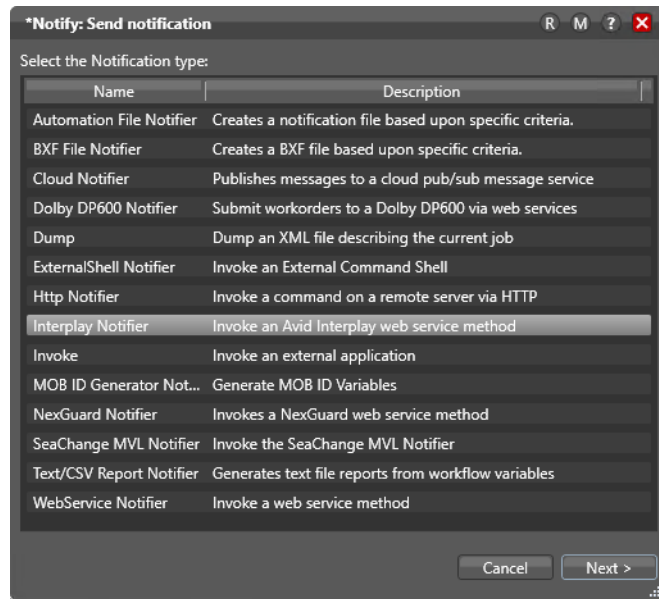 *Notify: Send notification R M ? X
Select the Notification type:
Name Description
Automation File Notifier Creates a notification file based upon specific criteria.
BXF File Notifier Creates a BXF file based upon specific criteria.
Cloud Notifier Publishes messages to a cloud pub/sub message service
Dolby DP600 Notifier Submit workorders to a Dolby DP600 via web services
Dump Dump an XML file describing the current job
ExternalShell Notifier Invoke an External Command Shell
Http Notifier Invoke a command on a remote server via HTTP
Interplay Notifier Invoke an Avid Interplay web service method
Invoke Invoke an external application
MOB ID Generator Not... Generate MOB ID Variables
NexGuard Notifier Invokes a NexGuard web service method
SeaChange MVL Notifier Invoke the SeaChange MVL Notifier
Text/CSV Report Notifier Generates text file reports from workflow variables
WebService Notifier Invoke a web service method
Cancel Next >